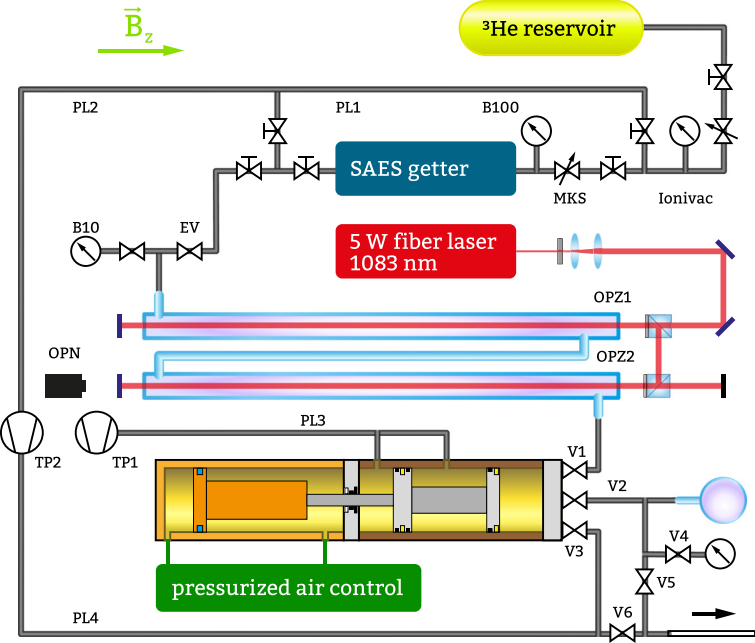 B⃗z
³He reservoir
PL2
PL1
B100
SAES getter
MKS
Ionivac
B10
EV
5 W fiber laser
1083 nm
OPZ1
OPN
OPZ2
PL3
TP2
TP1
V1
V2
V3
V4
pressurized air control
V5
PL4
V6